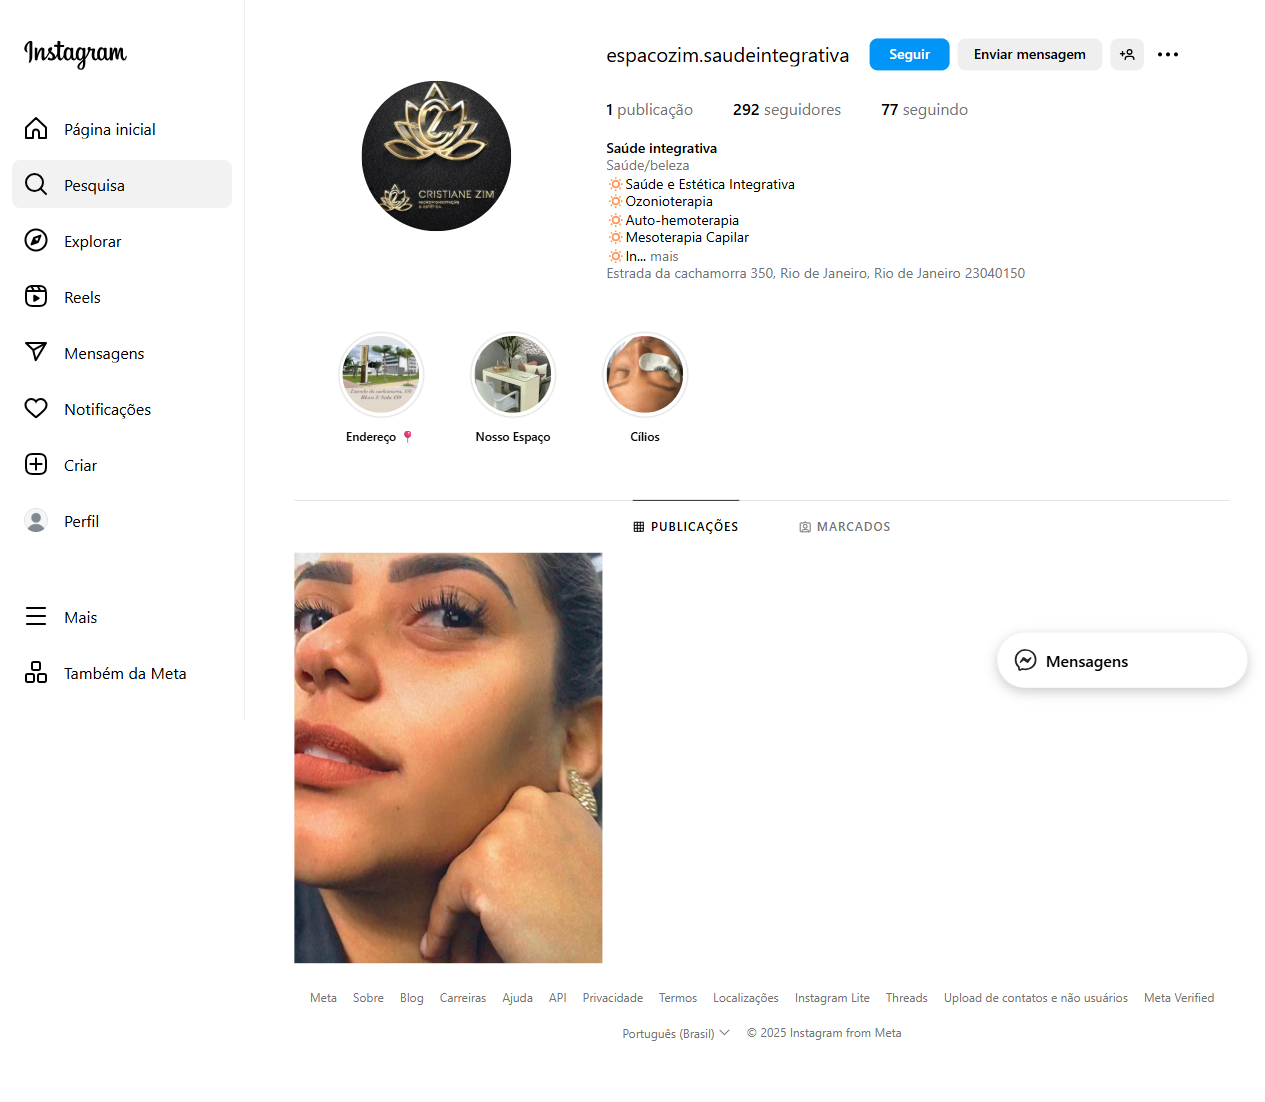 Instagram
Página inicial
Pesquisa
Explorar
Reels
Mensagens
Notificações
Criar
Perfil
Mais
Também da Meta
CRISTIANE ZIM
espacozim.saudeintegrativa
Seguir
Enviar mensagem
1 publicação 292 seguidores 77 seguindo
Saúde integrativa
Saúde/beleza
Saúde e Estética Integrativa
Ozonioterapia
Auto-hemoterapia
Mesoterapia Capilar
In... mais
Estrada da cachamorra 350, Rio de Janeiro, Rio de Janeiro 23040150
Endereço 📍
Nosso Espaço
Cílios
PUBLICAÇÕES
MARCADOS
Mensagens
Meta Sobre Blog Carreiras Ajuda API Privacidade Termos Localizações Instagram Lite Threads Upload de contatos e não usuários Meta Verified
Português (Brasil) © 2025 Instagram from Meta